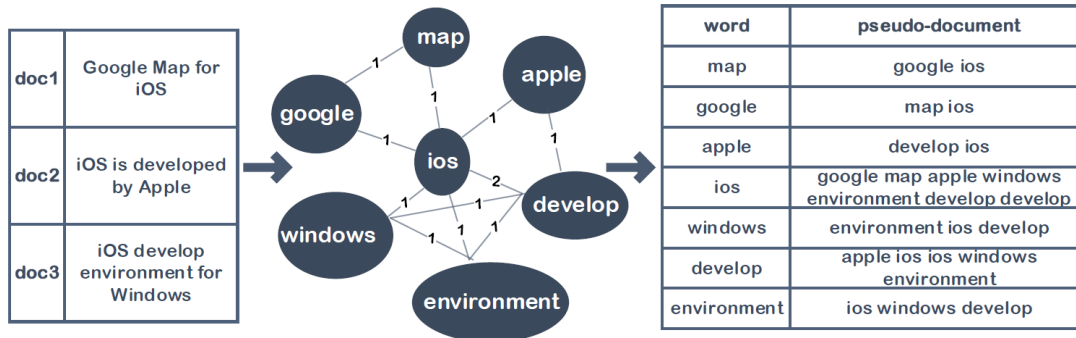 doc1
Google Map for
iOS
doc2
iOS is developed
by Apple
doc3
iOS develop
environment for
Windows
map
1
apple
google
1
1
1
1
ios
2
1
1
develop
windows
1
1
1
environment
word
pseudo-document
map
google ios
google
map ios
apple
develop ios
ios
google map apple windows
environment develop develop
windows
environment ios develop
develop
apple ios ios windows
environment
environment
ios windows develop